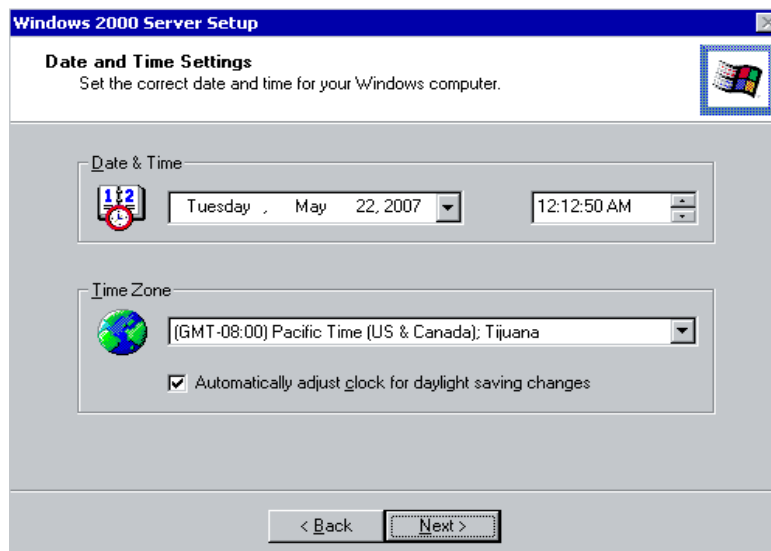 Windows 2000 Server Setup
Date and Time Settings
Set the correct date and time for your Windows computer.
Date & Time
1 2
Tuesday , May 22, 2007
12:12:50 AM
Time Zone
(GMT-08:00) Pacific Time (US & Canada); Tijuana
Automatically adjust clock for daylight saving changes
< Back Next >